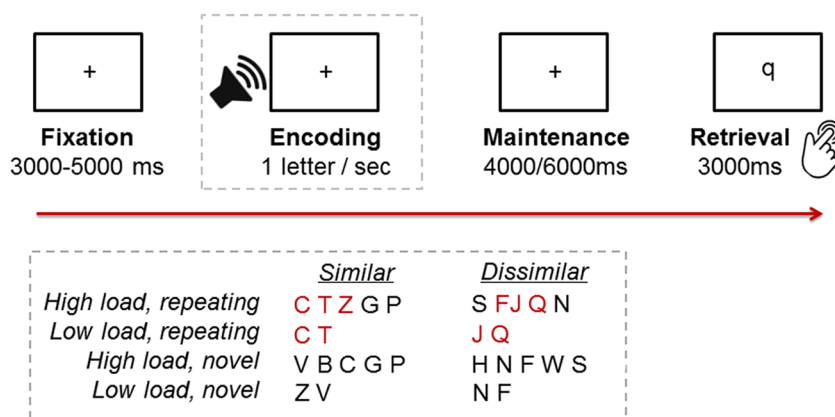 + + + q
Fixation Encoding Maintenance Retrieval
3000-5000 ms 1 letter / sec 4000/6000ms 3000ms
Similar Dissimilar
High load, repeating C T Z G P S F J Q N
Low load, repeating C T J Q
High load, novel V B C G P H N F W S
Low load, novel Z V N F